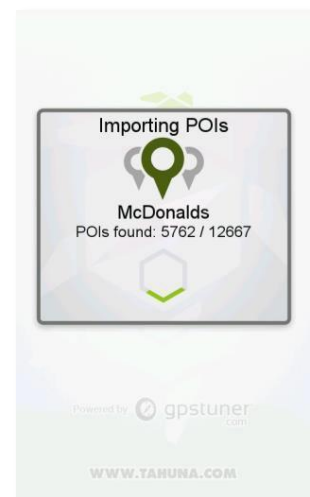 Importing POIs
McDonalds
POIs found: 5762 / 12667
Powered by gpstuner
.com
WWW.TAHUNA.COM